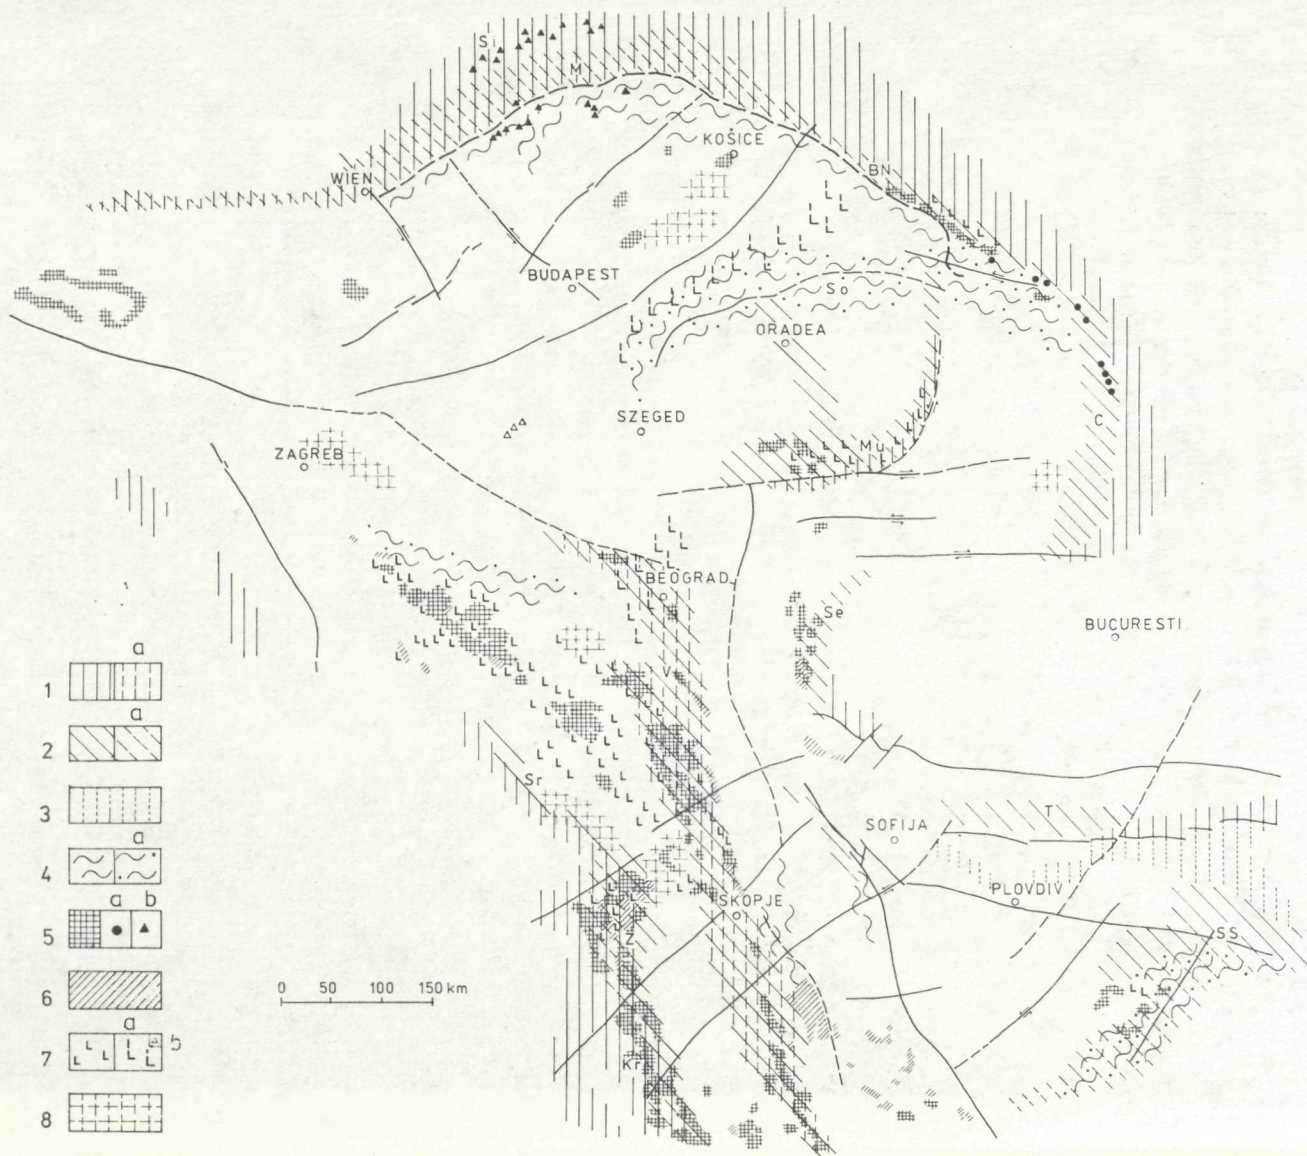 Si
M
KOŠICE
BN
WIEN
BUDAPEST
So
ORADEA
SZEGED
C
ZAGREB
Mu
BEOGRAD
Se
BUCURESTI
V
Sr
T
SOFIJA
PLOVDIV
SKOPJE
SS
Ž
Kr
0 50 100 150 km
a
1
a
2
3
a
4
a b
5
6
a
7
8